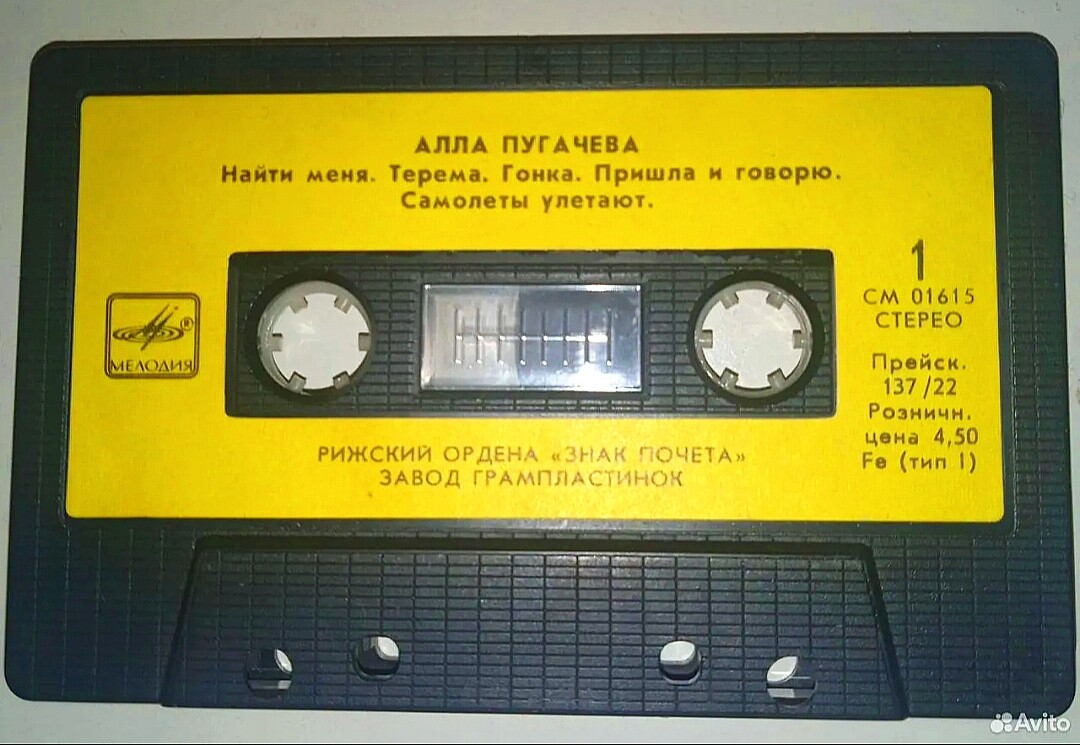 АЛЛА ПУГАЧЕВА
Найти меня. Терема. Гонка. Пришла и говорю.
Самолеты улетают.
1
СМ 01615
СТЕРЕО
®
МЕЛОДИЯ
Прейск.
137/22
Розничн.
цена 4,50
Fe (тип I)
РИЖСКИЙ ОРДЕНА «ЗНАК ПОЧЕТА»
ЗАВОД ГРАМПЛАСТИНОК
Avito